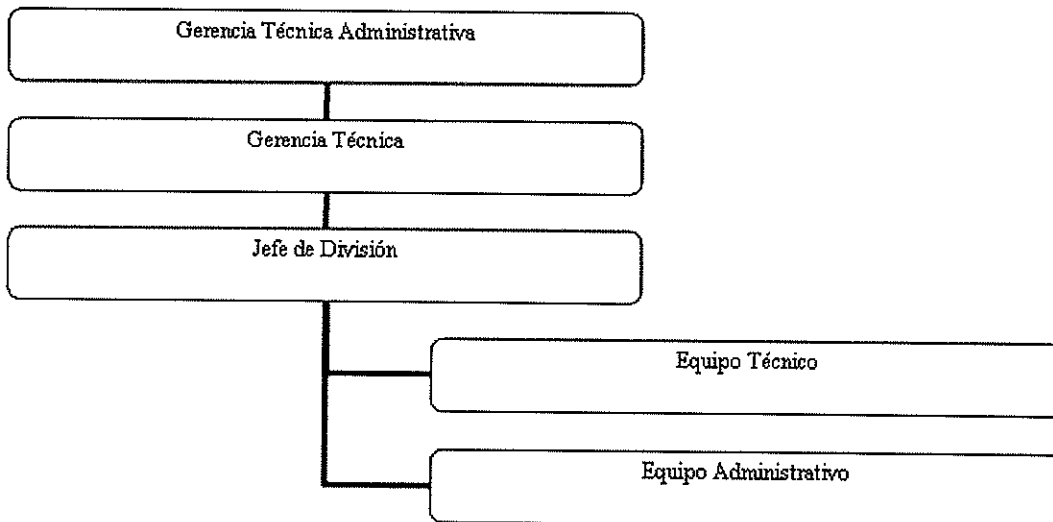 Gerencia Técnica Administrativa
Gerencia Técnica
Jefe de División
Equipo Técnico
Equipo Administrativo